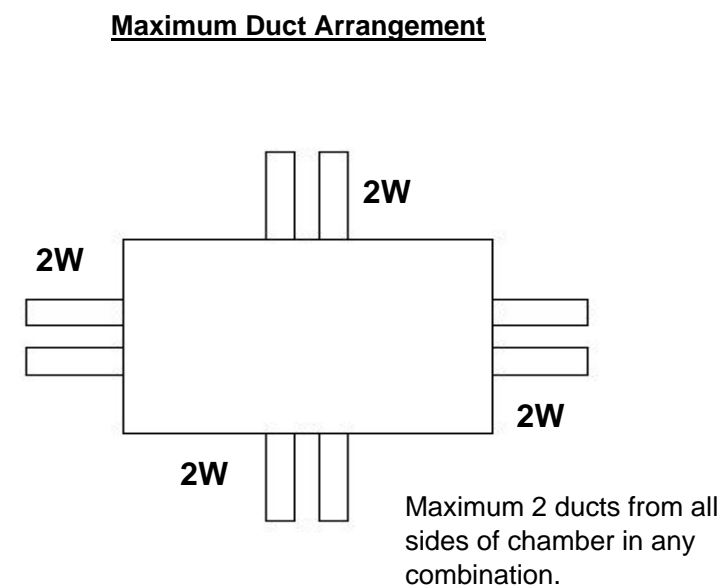 Maximum Duct Arrangement
2W
2W
2W
2W
Maximum 2 ducts from all
sides of chamber in any
combination.